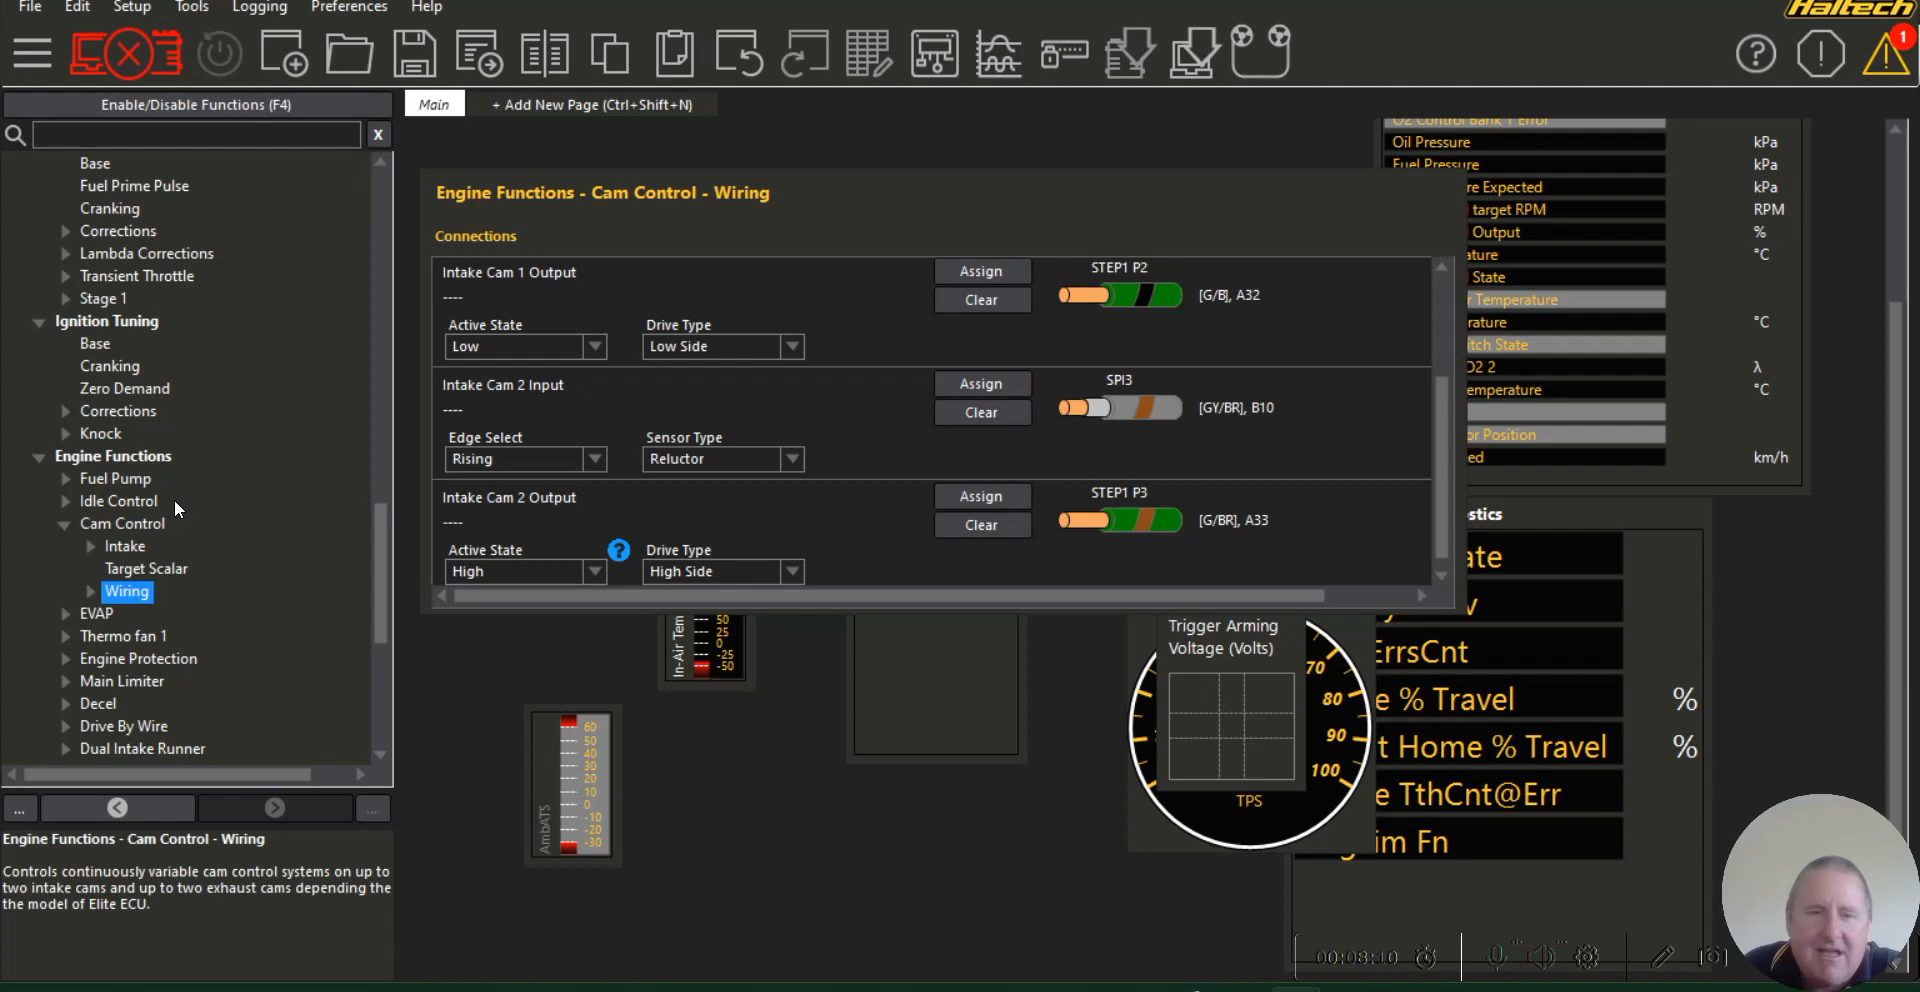 File Edit Setup Tools Logging Preferences Help
Haltech
1
Enable/Disable Functions (F4)
Main
+ Add New Page (Ctrl+Shift+N)
X
Base
Fuel Prime Pulse
Cranking
Corrections
Lambda Corrections
Transient Throttle
Stage 1
Ignition Tuning
Base
Cranking
Zero Demand
Corrections
Knock
Engine Functions
Fuel Pump
Idle Control
Cam Control
Intake
Target Scalar
Wiring
EVAP
Thermo fan 1
Engine Protection
Main Limiter
Decel
Drive By Wire
Dual Intake Runner
... ...
Engine Functions - Cam Control - Wiring
Controls continuously variable cam control systems on up to
two intake cams and up to two exhaust cams depending the
the model of Elite ECU.
Engine Functions - Cam Control - Wiring
Connections
Intake Cam 1 Output Assign STEP1 P2
---- Clear [G/B], A32
Active State Drive Type
Low Low Side
Intake Cam 2 Input Assign SPI3
---- Clear [GY/BR], B10
Edge Select Sensor Type
Rising Reluctor
Intake Cam 2 Output Assign STEP1 P3
---- Clear [G/BR], A33
Active State ? Drive Type
High High Side
O2 Control Bank 1 Error
Oil Pressure kPa
Fuel Pressure kPa
re Expected kPa
target RPM RPM
Output %
ature °C
State
r Temperature
rature °C
itch State
O2 2 λ
emperature °C
or Position
ed km/h
stics
ate
v
ErrsCnt
e % Travel %
t Home % Travel %
e TthCnt@Err
im Fn
In-Air Tem
50
25
0
-25
-50
AmbATS
60
50
40
30
20
10
0
-10
-20
-30
Trigger Arming
Voltage (Volts)
70
80
90
100
TPS
00:08:10